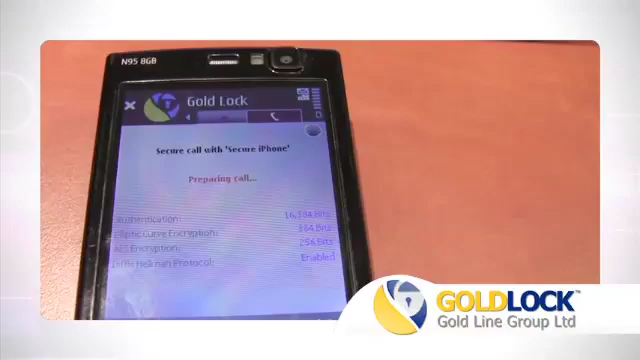 N95 8GB
Gold Lock
Secure call with 'Secure iPhone'
Preparing call...
Authentication: 16,384 Bits
Elliptic Curve Encryption: 384 Bits
AES Encryption: 256 Bits
Diffie Hellman Protocol: Enabled
GOLDLOCK™
Gold Line Group Ltd